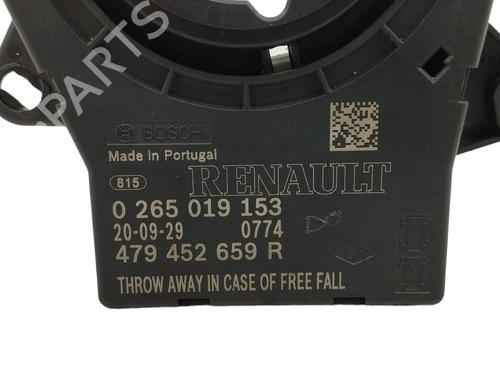 PARTS
BOSCH
Made in Portugal
815
RENAULT
0 265 019 153
20-09-29 0774
479 452 659 R
THROW AWAY IN CASE OF FREE FALL